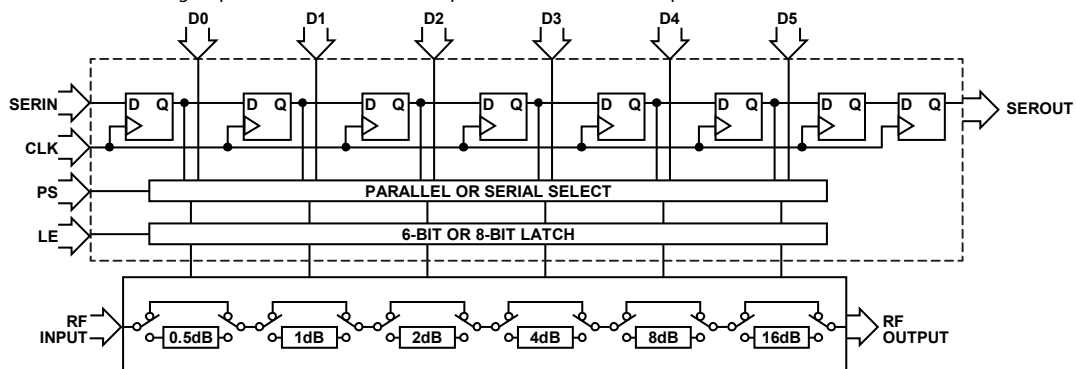 D0 D1 D2 D3 D4 D5
SERIN
D Q D Q D Q D Q D Q D Q D Q D Q
SEROUT
CLK
PS
PARALLEL OR SERIAL SELECT
LE
6-BIT OR 8-BIT LATCH
RF
INPUT
0.5dB 1dB 2dB 4dB 8dB 16dB
RF
OUTPUT